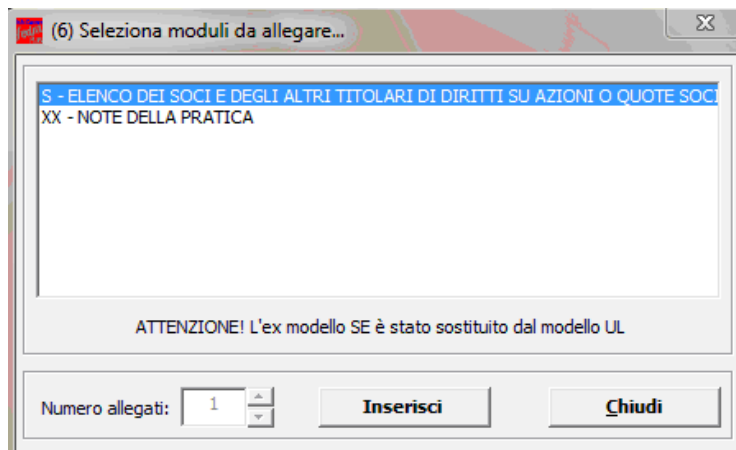 (6) Seleziona moduli da allegare...
S - ELENCO DEI SOCI E DEGLI ALTRI TITOLARI DI DIRITTI SU AZIONI O QUOTE SOCI
XX - NOTE DELLA PRATICA
ATTENZIONE! L'ex modello SE è stato sostituito dal modello UL
Numero allegati: 1 Inserisci Chiudi